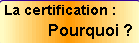 La certification :
Pourquoi ?